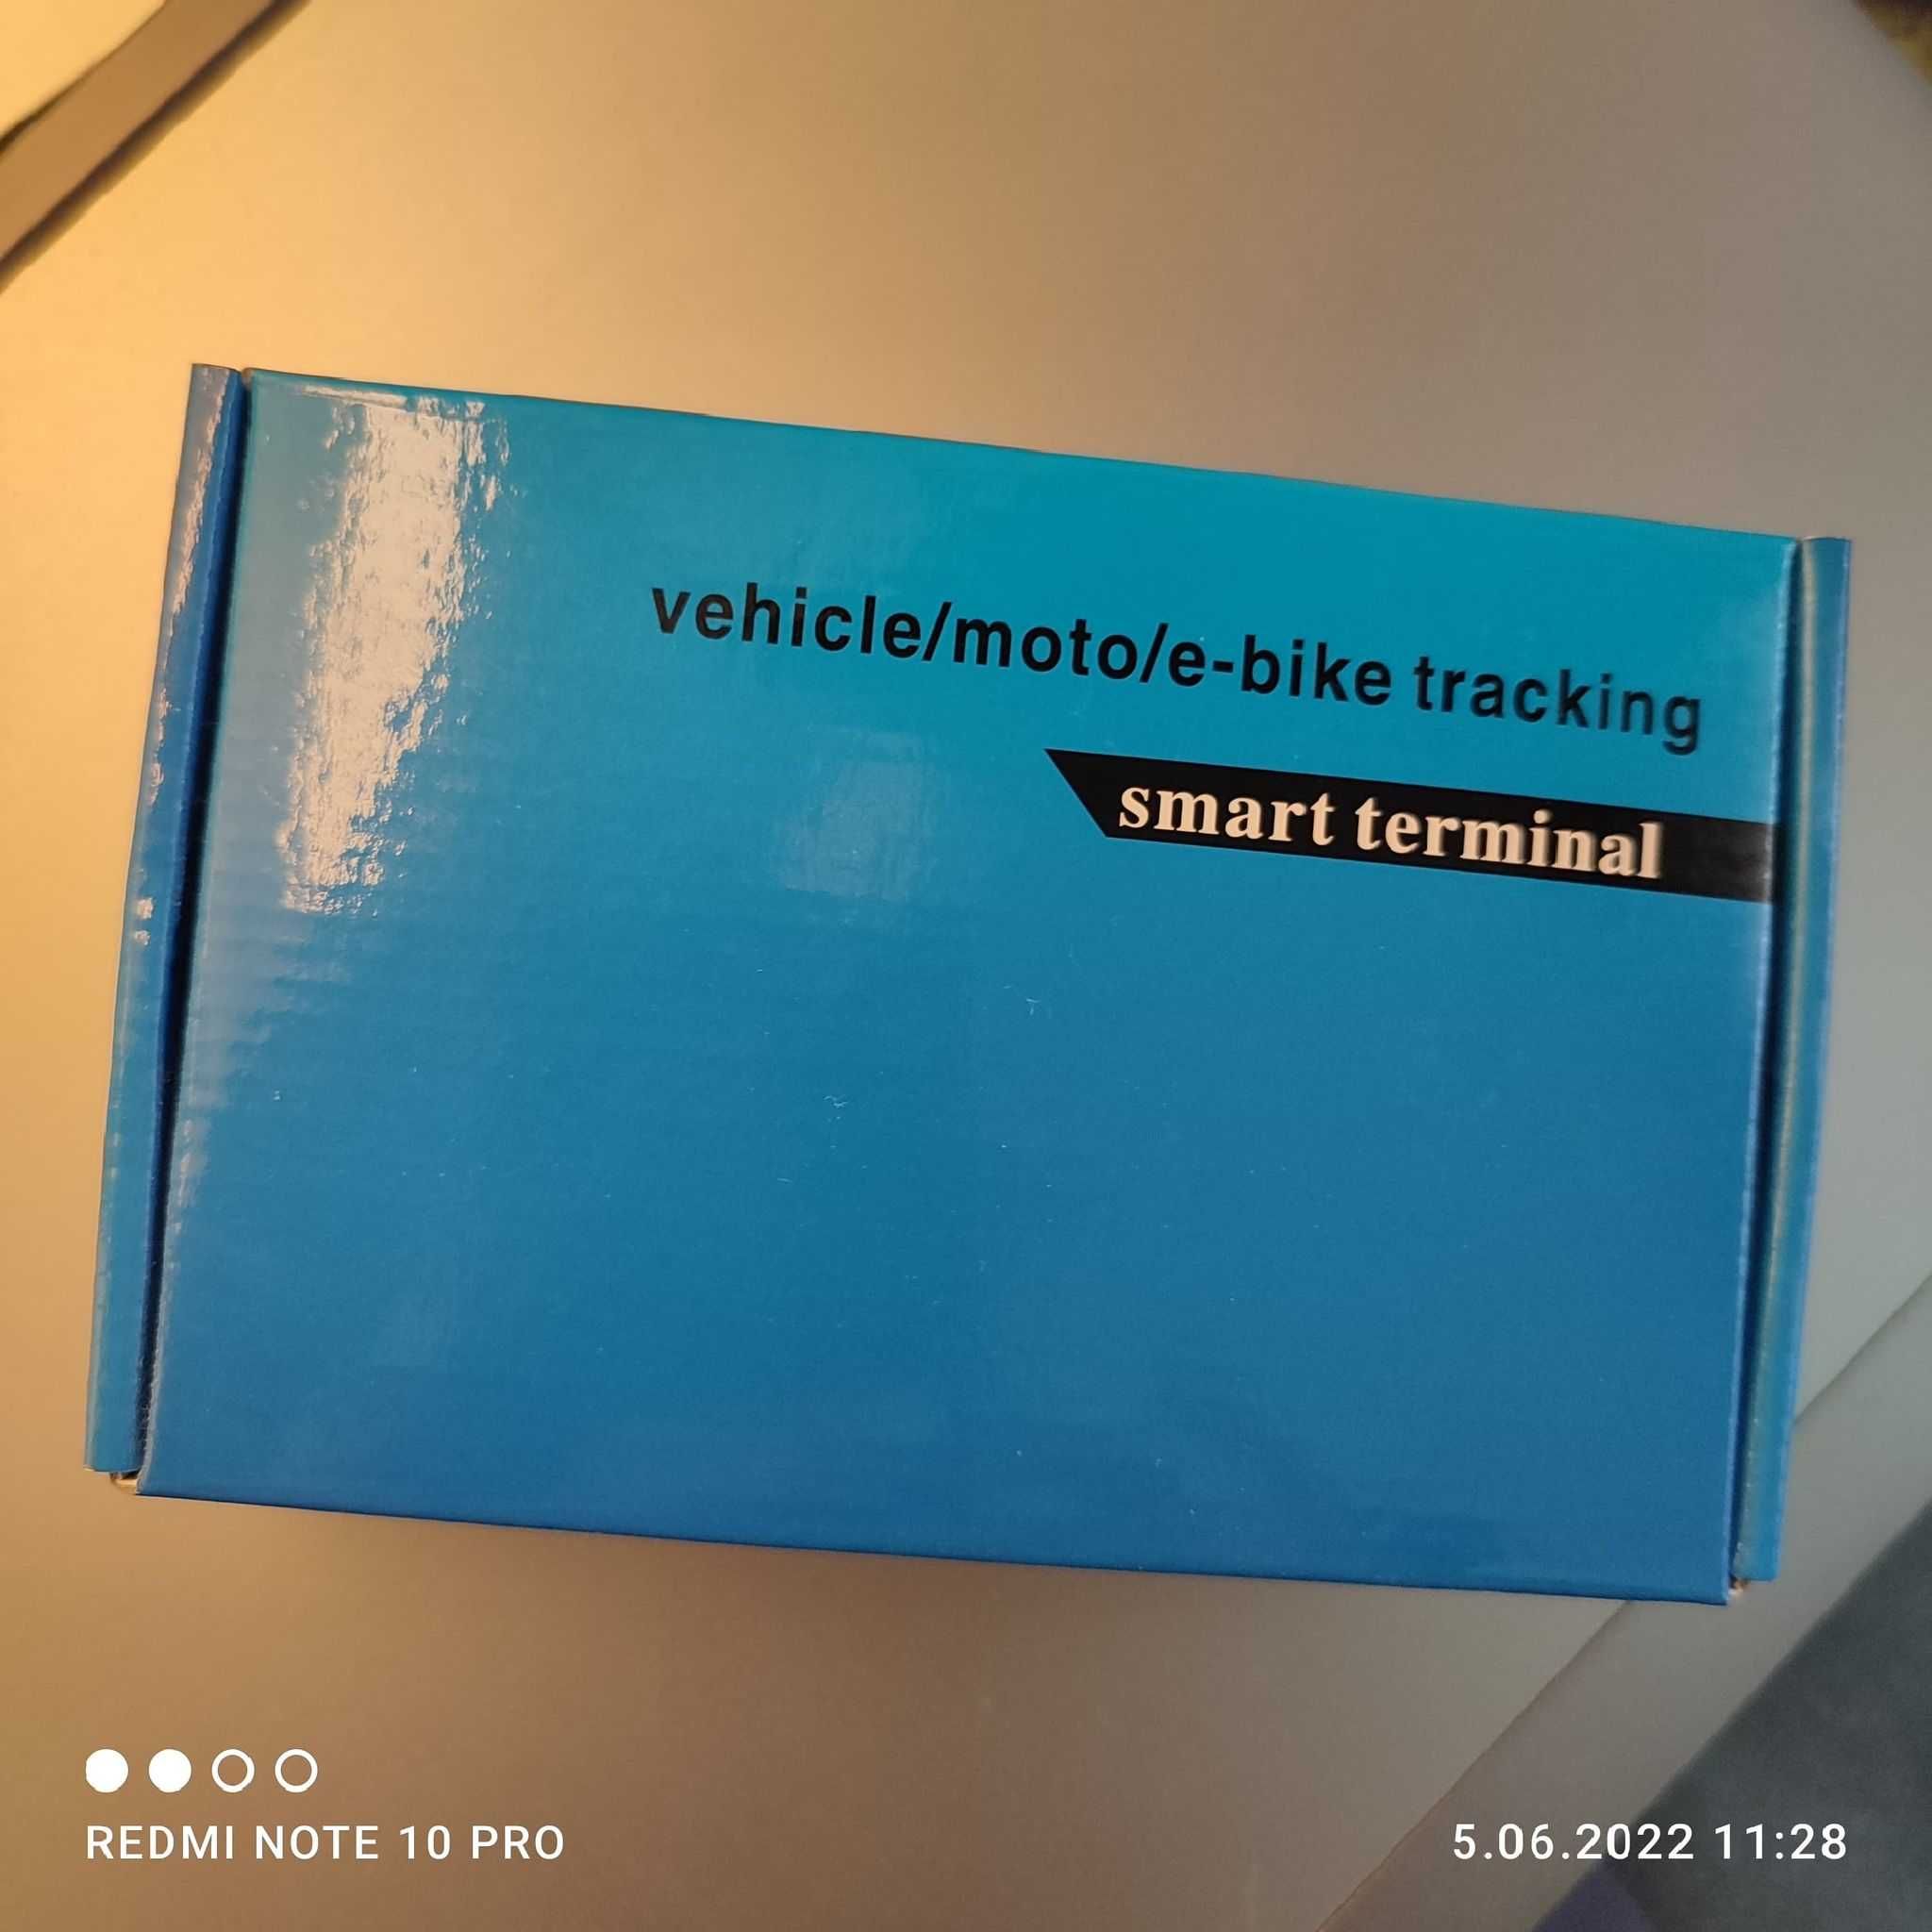 vehicle/moto/e-bike tracking
smart terminal
REDMI NOTE 10 PRO
5.06.2022 11:28